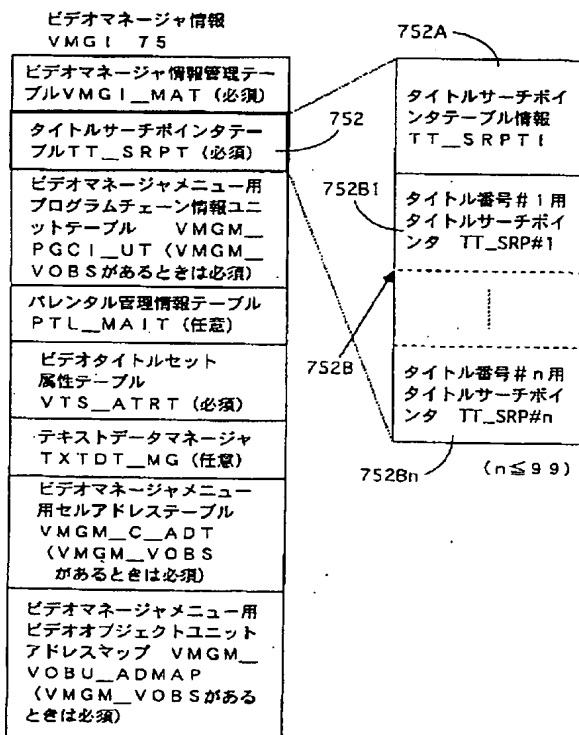 ビデオマネージャ情報
VMGI 75
ビデオマネージャ情報管理テー
ブルVMGI__MAT(必須)
タイトルサーチポインタテー
ブルTT__SRPT(必須)
ビデオマネージャメニュー用
プログラムチェーン情報ユニ
ットテーブル VMGM__
PGCI__UT(VMGM__
VOBSがあるときは必須)
パレンタル管理情報テーブル
PTL__MAIT(任意)
ビデオタイトルセット
属性テーブル
VTS__ATRT(必須)
テキストデータマネージャ
TXTDT__MG(任意)
ビデオマネージャメニュー
用セルアドレステーブル
VMGM__C__ADT
(VMGM__VOBS
があるときは必須)
ビデオマネージャメニュー用
ビデオオブジェクトユニット
アドレスマップ VMGM__
VOBU__ADMAP
(VMGM__VOBSがある
ときは必須)
752
752A
タイトルサーチポイ
ンタテーブル情報
TT__SRPTI
752B1
タイトル番号#1用
タイトルサーチポイ
ンタ TT_SRP#1
752B
タイトル番号#n用
タイトルサーチポイ
ンタ TT_SRP#n
752Bn
(n≦99)